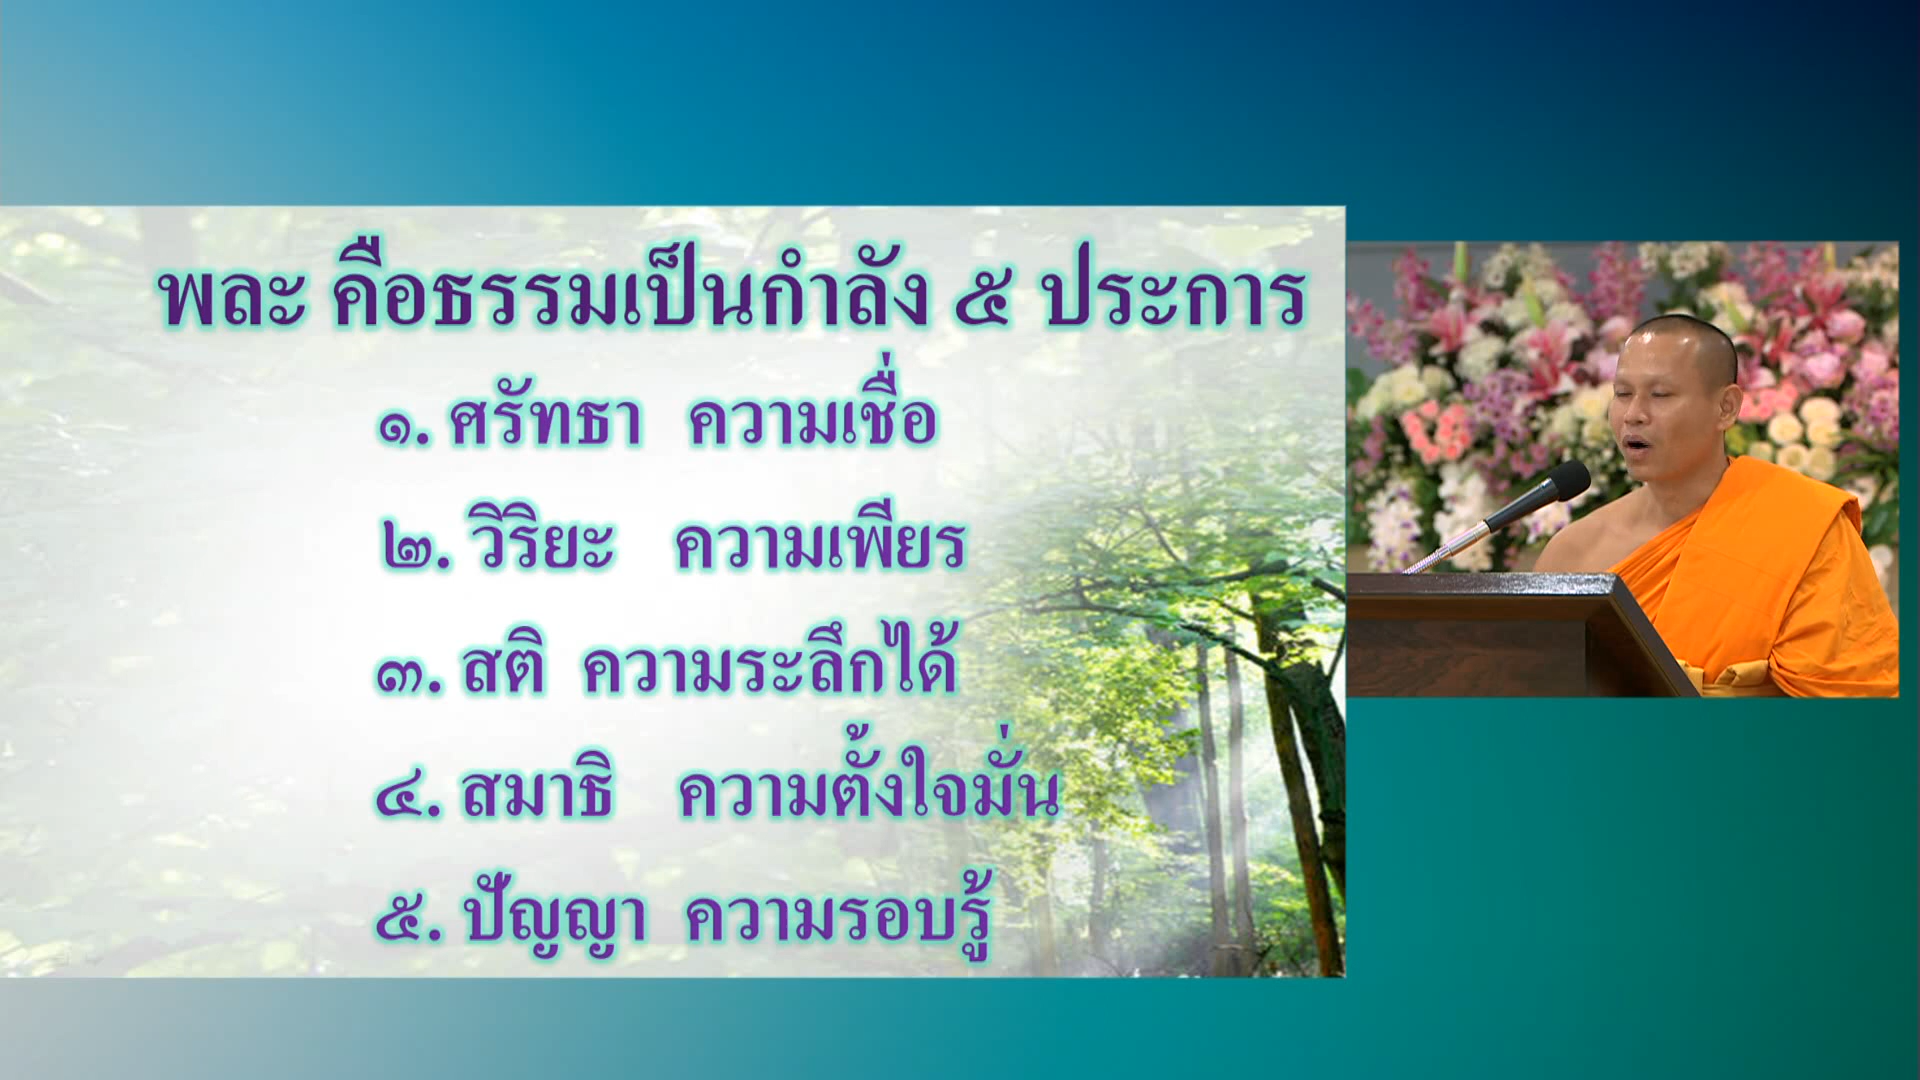 พละ คือธรรมเป็นกำลัง ๕ ประการ
๑. ศรัทธา ความเชื่อ
๒. วิริยะ ความเพียร
๓. สติ ความระลึกได้
๔. สมาธิ ความตั้งใจมั่น
๕. ปัญญา ความรอบรู้